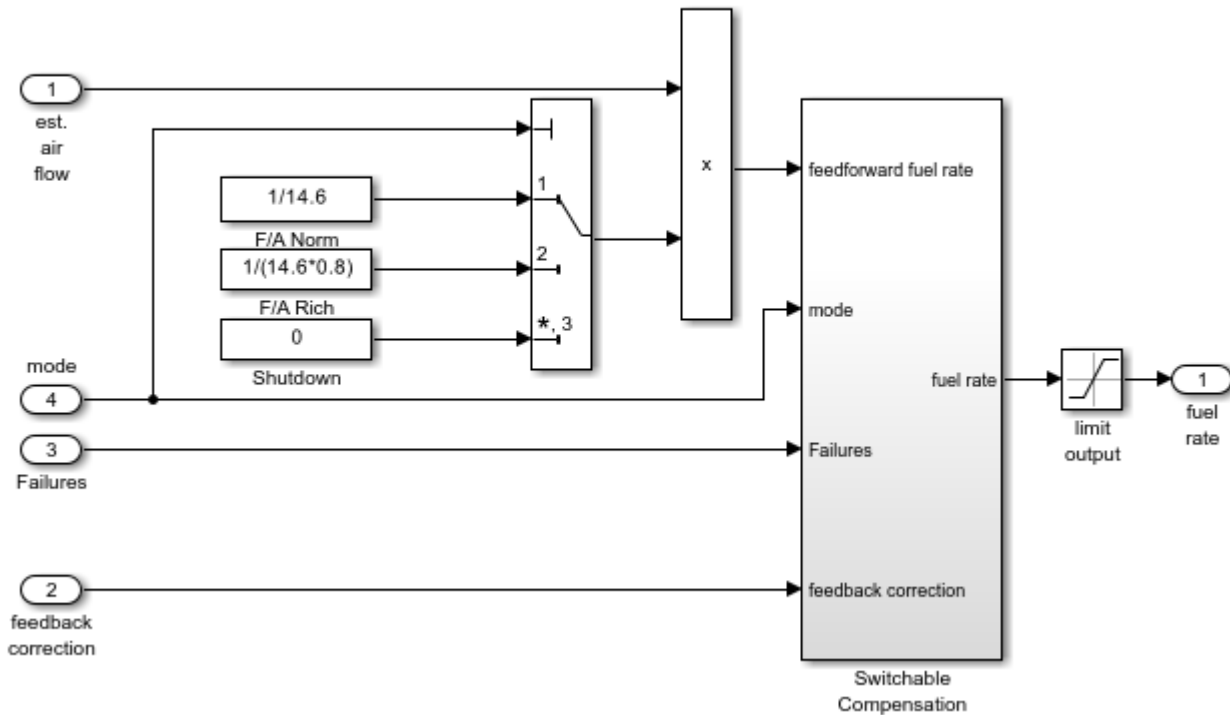 1
est.
air
flow
1/14.6
F/A Norm
1/(14.6*0.8)
F/A Rich
0
Shutdown
1
2
*, 3
x
mode
4
3
Failures
2
feedback
correction
feedforward fuel rate
mode
Failures
feedback correction
fuel rate
Switchable
Compensation
limit
output
1
fuel
rate